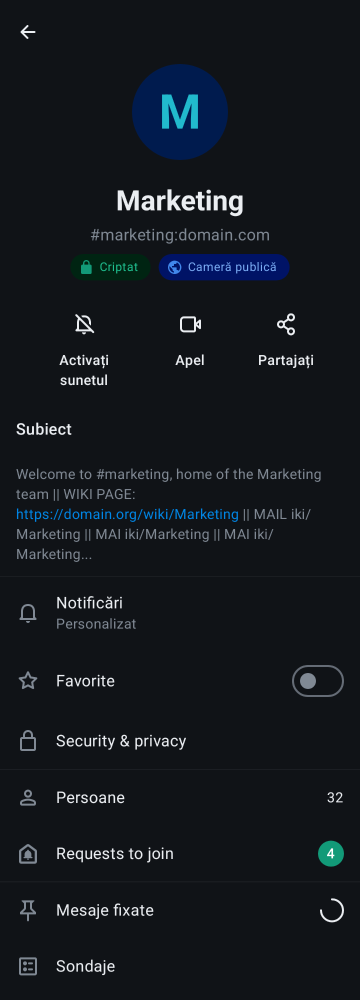 M
Marketing
#marketing:domain.com
Criptat
Cameră publică
Activați
sunetul
Apel
Partajați
Subiect
Welcome to #marketing, home of the Marketing
team || WIKI PAGE:
https://domain.org/wiki/Marketing || MAIL iki/
Marketing || MAI iki/Marketing || MAI iki/
Marketing...
Notificări
Personalizat
Favorite
Security & privacy
Persoane 32
Requests to join 4
Mesaje fixate
Sondaje